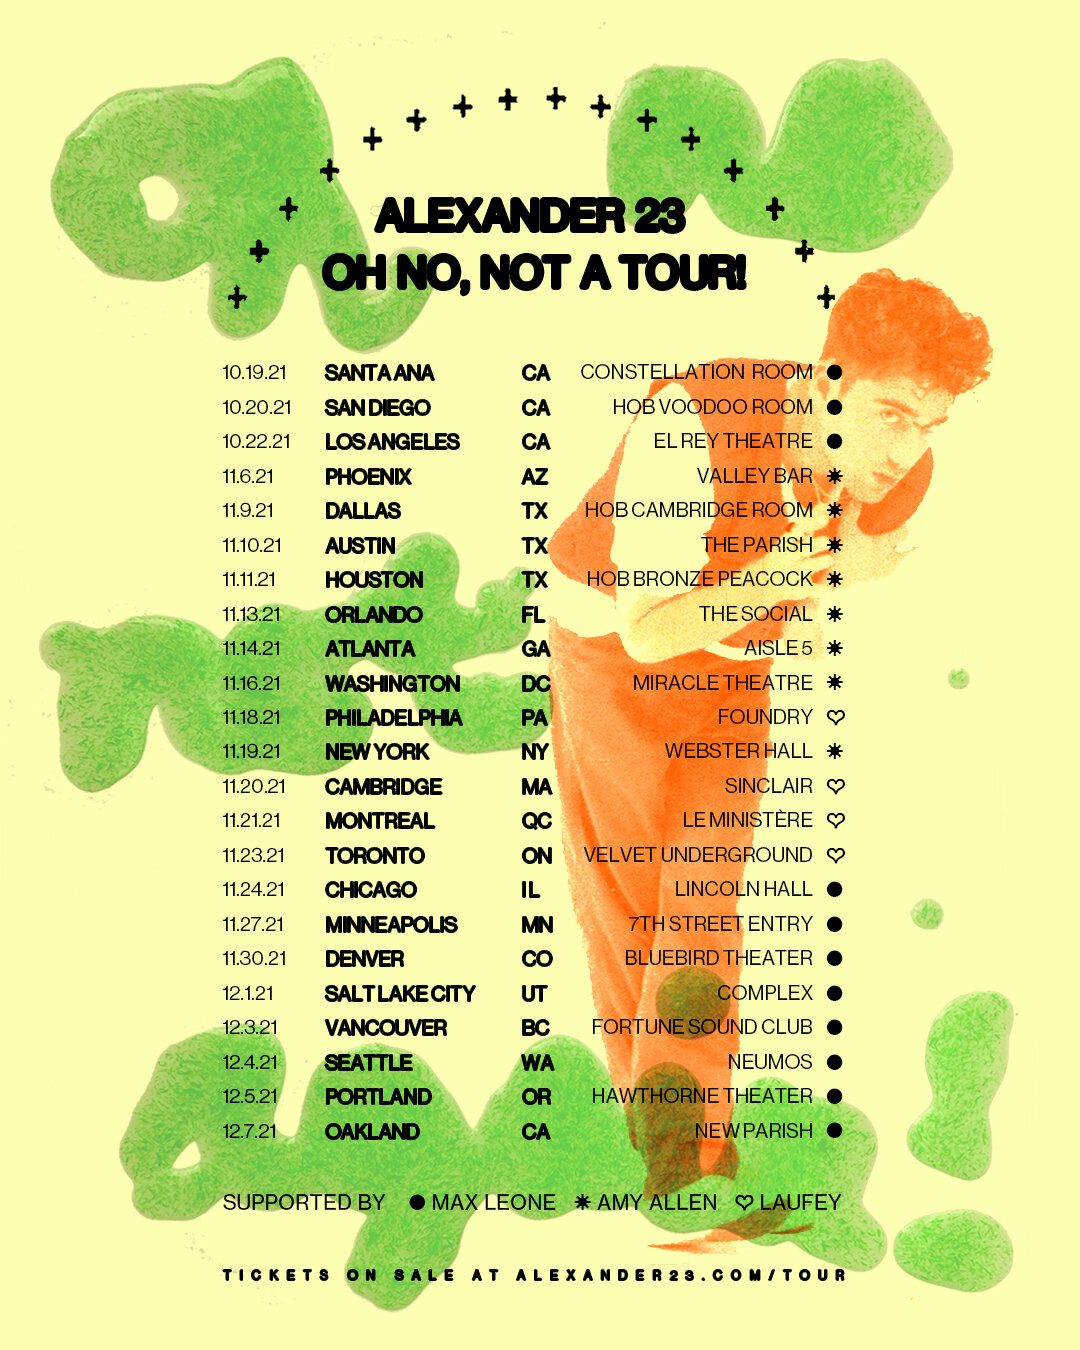 ALEXANDER 23
OH NO, NOT A TOUR!
10.19.21 SANTA ANA CA CONSTELLATION ROOM ●
10.20.21 SAN DIEGO CA HOB VOODOO ROOM ●
10.22.21 LOS ANGELES CA EL REY THEATRE ●
11.6.21 PHOENIX AZ VALLEY BAR ✷
11.9.21 DALLAS TX HOB CAMBRIDGE ROOM ✷
11.10.21 AUSTIN TX THE PARISH ✷
11.11.21 HOUSTON TX HOB BRONZE PEACOCK ✷
11.13.21 ORLANDO FL THE SOCIAL ✷
11.14.21 ATLANTA GA AISLE 5 ✷
11.16.21 WASHINGTON DC MIRACLE THEATRE ✷
11.18.21 PHILADELPHIA PA FOUNDRY ♡
11.19.21 NEW YORK NY WEBSTER HALL ✷
11.20.21 CAMBRIDGE MA SINCLAIR ♡
11.21.21 MONTREAL QC LE MINISTÈRE ♡
11.23.21 TORONTO ON VELVET UNDERGROUND ♡
11.24.21 CHICAGO IL LINCOLN HALL ●
11.27.21 MINNEAPOLIS MN 7TH STREET ENTRY ●
11.30.21 DENVER CO BLUEBIRD THEATER ●
12.1.21 SALT LAKE CITY UT COMPLEX ●
12.3.21 VANCOUVER BC FORTUNE SOUND CLUB ●
12.4.21 SEATTLE WA NEUMOS ●
12.5.21 PORTLAND OR HAWTHORNE THEATER ●
12.7.21 OAKLAND CA NEW PARISH ●
SUPPORTED BY ● MAX LEONE ✷ AMY ALLEN ♡ LAUFEY
TICKETS ON SALE AT ALEXANDER23.COM/TOUR